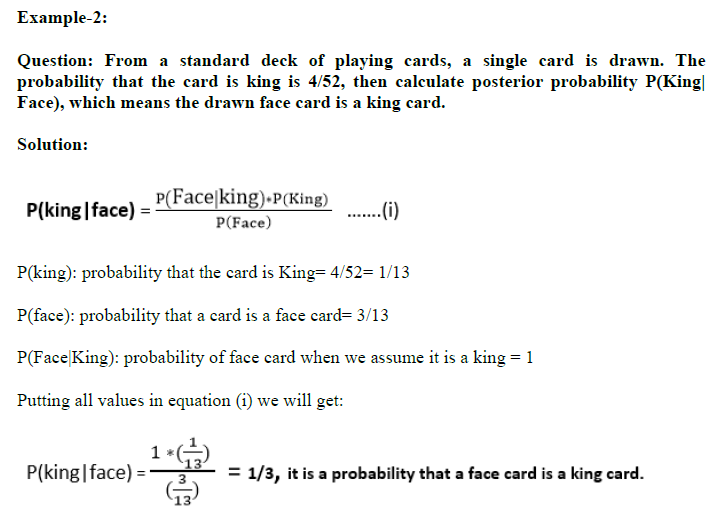 Example-2:
Question: From a standard deck of playing cards, a single card is drawn. The
probability that the card is king is 4/52, then calculate posterior probability P(King|
Face), which means the drawn face card is a king card.
Solution:
P(king|face) = P(Face|king)*P(King) / P(Face) .......(i)
P(king): probability that the card is King= 4/52= 1/13
P(face): probability that a card is a face card= 3/13
P(Face|King): probability of face card when we assume it is a king = 1
Putting all values in equation (i) we will get:
P(king|face) = 1 *(1/13) / (3/13) = 1/3, it is a probability that a face card is a king card.